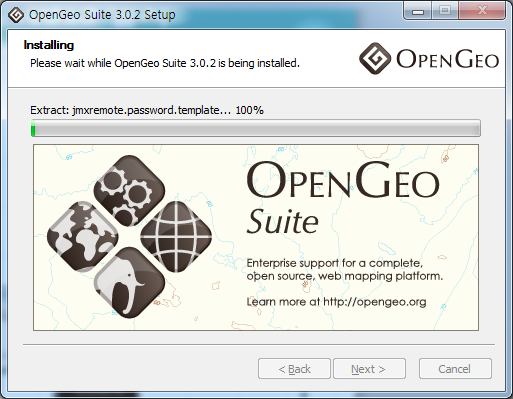 OpenGeo Suite 3.0.2 Setup
Installing
Please wait while OpenGeo Suite 3.0.2 is being installed.
OPENGEO
Extract: jmxremote.password.template... 100%
OPENGEO
Suite
Enterprise support for a complete,
open source, web mapping platform.
Learn more at http://opengeo.org
< Back
Next >
Cancel